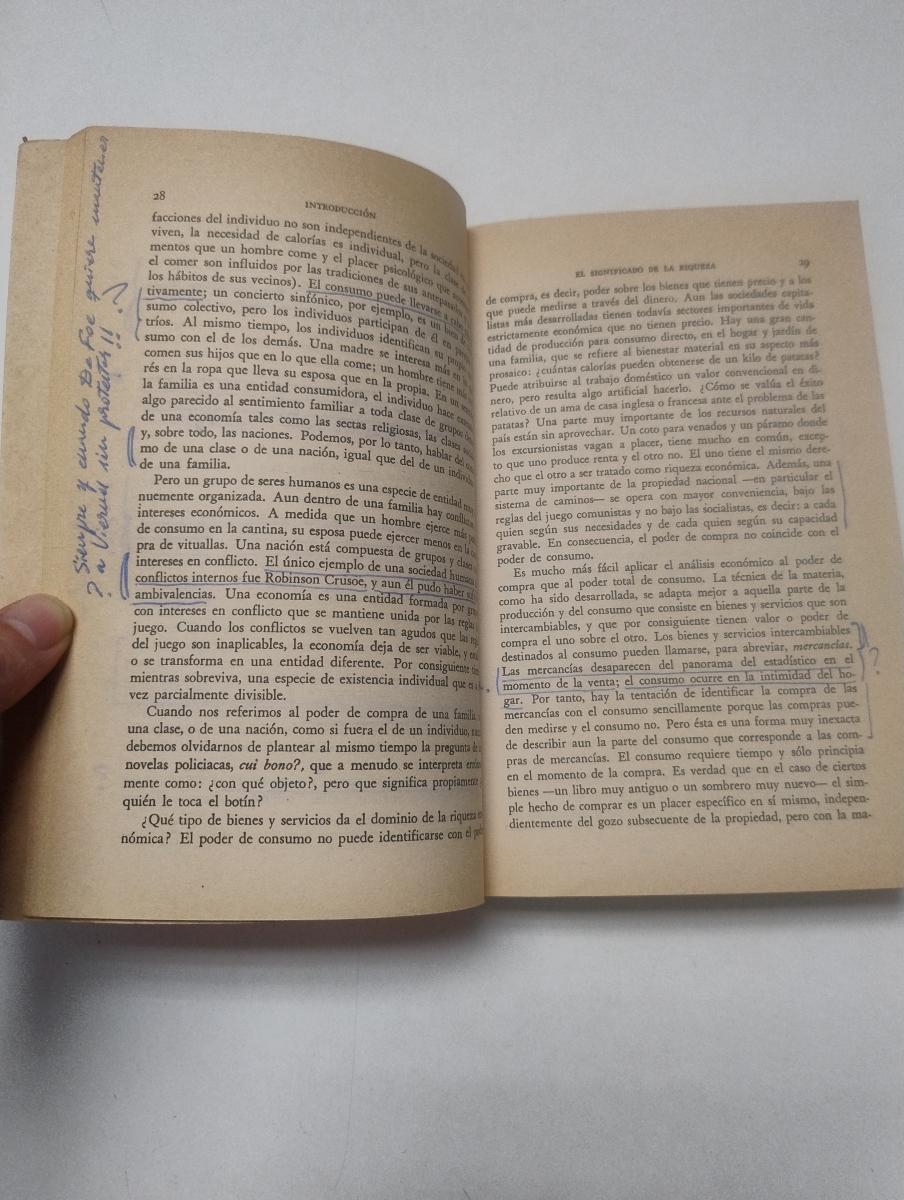 28
INTRODUCCIÓN
facciones del individuo no son independientes de la sociedad
viven, la necesidad de calorías es individual, pero la clase de
mentos que un hombre come y el placer psicológico que
el comer son influidos por las tradiciones de sus antepasados
los hábitos de sus vecinos). El consumo puede llevarse a cabo
tivamente; un concierto sinfónico, por ejemplo, es un bien de
sumo colectivo, pero los individuos participan de él en
tríos. Al mismo tiempo, los individuos identifican su propio
sumo con el de los demás. Una madre se interesa más en lo
comen sus hijos que en lo que ella come; un hombre tiene más
rés en la ropa que lleva su esposa que en la propia. En un
la familia es una entidad consumidora, el individuo hace
algo parecido al sentimiento familiar a toda clase de grupos
de una economía tales como las sectas religiosas, las clases
y, sobre todo, las naciones. Podemos, por lo tanto, hablar del
mo de una clase o de una nación, igual que del de un individuo
de una familia.
Pero un grupo de seres humanos es una especie de entidad
nuemente organizada. Aun dentro de una familia hay conflictos
intereses económicos. A medida que un hombre ejerce más
de consumo en la cantina, su esposa puede ejercer menos en la
pra de vituallas. Una nación está compuesta de grupos y clases
intereses en conflicto. El único ejemplo de una sociedad humana
conflictos internos fue Robinson Crusoe, y aun él pudo haber
ambivalencias. Una economía es una entidad formada por
con intereses en conflicto que se mantiene unida por las reglas
juego. Cuando los conflictos se vuelven tan agudos que las
del juego son inaplicables, la economía deja de ser viable, y
o se transforma en una entidad diferente. Por consiguiente
mientras sobreviva, una especie de existencia individual que es
vez parcialmente divisible.
Cuando nos referimos al poder de compra de una familia,
una clase, o de una nación, como si fuera el de un individuo,
debemos olvidarnos de plantear al mismo tiempo la pregunta de
novelas policiacas, cui bono?, que a menudo se interpreta
mente como: ¿con qué objeto?, pero que significa propiamente
quién le toca el botín?
¿Qué tipo de bienes y servicios da el dominio de la riqueza
nómica? El poder de consumo no puede identificarse con el
Siempre y cuando De Foe quiere
a Viernes sin protestar!!
EL SIGNIFICADO DE LA RIQUEZA
29
de compra, es decir, poder sobre los bienes que tienen precio y a los
que puede medirse a través del dinero. Aun las sociedades capita-
listas más desarrolladas tienen todavía sectores importantes de vida
estrictamente económica que no tienen precio. Hay una gran can-
tidad de producción para consumo directo, en el hogar y jardín de
una familia, que se refiere al bienestar material en su aspecto más
prosaico: ¿cuántas calorías pueden obtenerse de un kilo de patatas?
Puede atribuirse al trabajo doméstico un valor convencional en di-
nero, pero resulta algo artificial hacerlo. ¿Cómo se valúa el éxito
relativo de un ama de casa inglesa o francesa ante el problema de las
patatas? Una parte muy importante de los recursos naturales del
país están sin aprovechar. Un coto para venados y un páramo donde
los excursionistas vagan a placer, tiene mucho en común, excep-
to que uno produce renta y el otro no. El uno tiene el mismo dere-
cho que el otro a ser tratado como riqueza económica. Además, una
parte muy importante de la propiedad nacional —en particular el
sistema de caminos— se opera con mayor conveniencia, bajo las
reglas del juego comunistas y no bajo las socialistas, es decir: a cada
quien según sus necesidades y de cada quien según su capacidad
gravable. En consecuencia, el poder de compra no coincide con el
poder de consumo.
Es mucho más fácil aplicar el análisis económico al poder de
compra que al poder total de consumo. La técnica de la materia,
como ha sido desarrollada, se adapta mejor a aquella parte de la
producción y del consumo que consiste en bienes y servicios que son
intercambiables, y que por consiguiente tienen valor o poder de
compra el uno sobre el otro. Los bienes y servicios intercambiables
destinados al consumo pueden llamarse, para abreviar, mercancías.
Las mercancías desaparecen del panorama del estadístico en el
momento de la venta; el consumo ocurre en la intimidad del ho-
gar. Por tanto, hay la tentación de identificar la compra de las
mercancías con el consumo sencillamente porque las compras pue-
den medirse y el consumo no. Pero ésta es una forma muy inexacta
de describir aun la parte del consumo que corresponde a las com-
pras de mercancías. El consumo requiere tiempo y sólo principia
en el momento de la compra. Es verdad que en el caso de ciertos
bienes —un libro muy antiguo o un sombrero muy nuevo— el sim-
ple hecho de comprar es un placer específico en sí mismo, indepen-
dientemente del gozo subsecuente de la propiedad, pero con la ma-
?